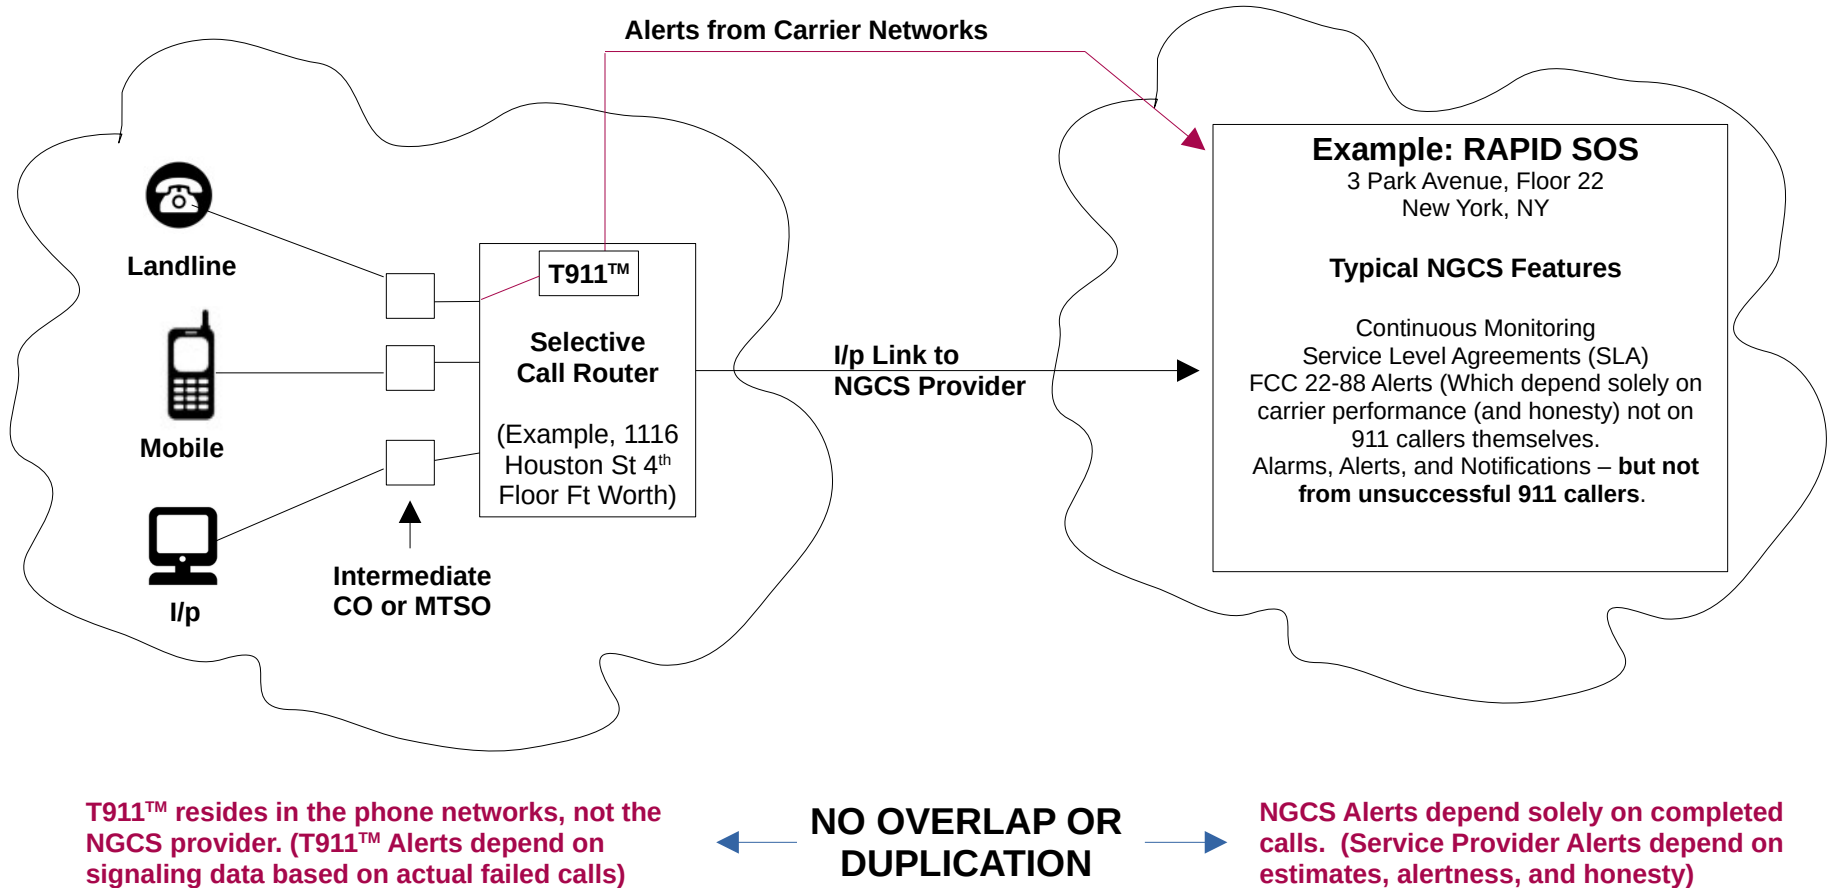 Alerts from Carrier Networks
Landline
Mobile
I/p
Intermediate
CO or MTSO
T911™
Selective
Call Router
(Example, 1116
Houston St 4th
Floor Ft Worth)
I/p Link to
NGCS Provider
Example: RAPID SOS
3 Park Avenue, Floor 22
New York, NY
Typical NGCS Features
Continuous Monitoring
Service Level Agreements (SLA)
FCC 22-88 Alerts (Which depend solely on
carrier performance (and honesty) not on
911 callers themselves.
Alarms, Alerts, and Notifications – but not
from unsuccessful 911 callers.
T911™ resides in the phone networks, not the
NGCS provider. (T911™ Alerts depend on
signaling data based on actual failed calls)
NO OVERLAP OR
DUPLICATION
NGCS Alerts depend solely on completed
calls. (Service Provider Alerts depend on
estimates, alertness, and honesty)